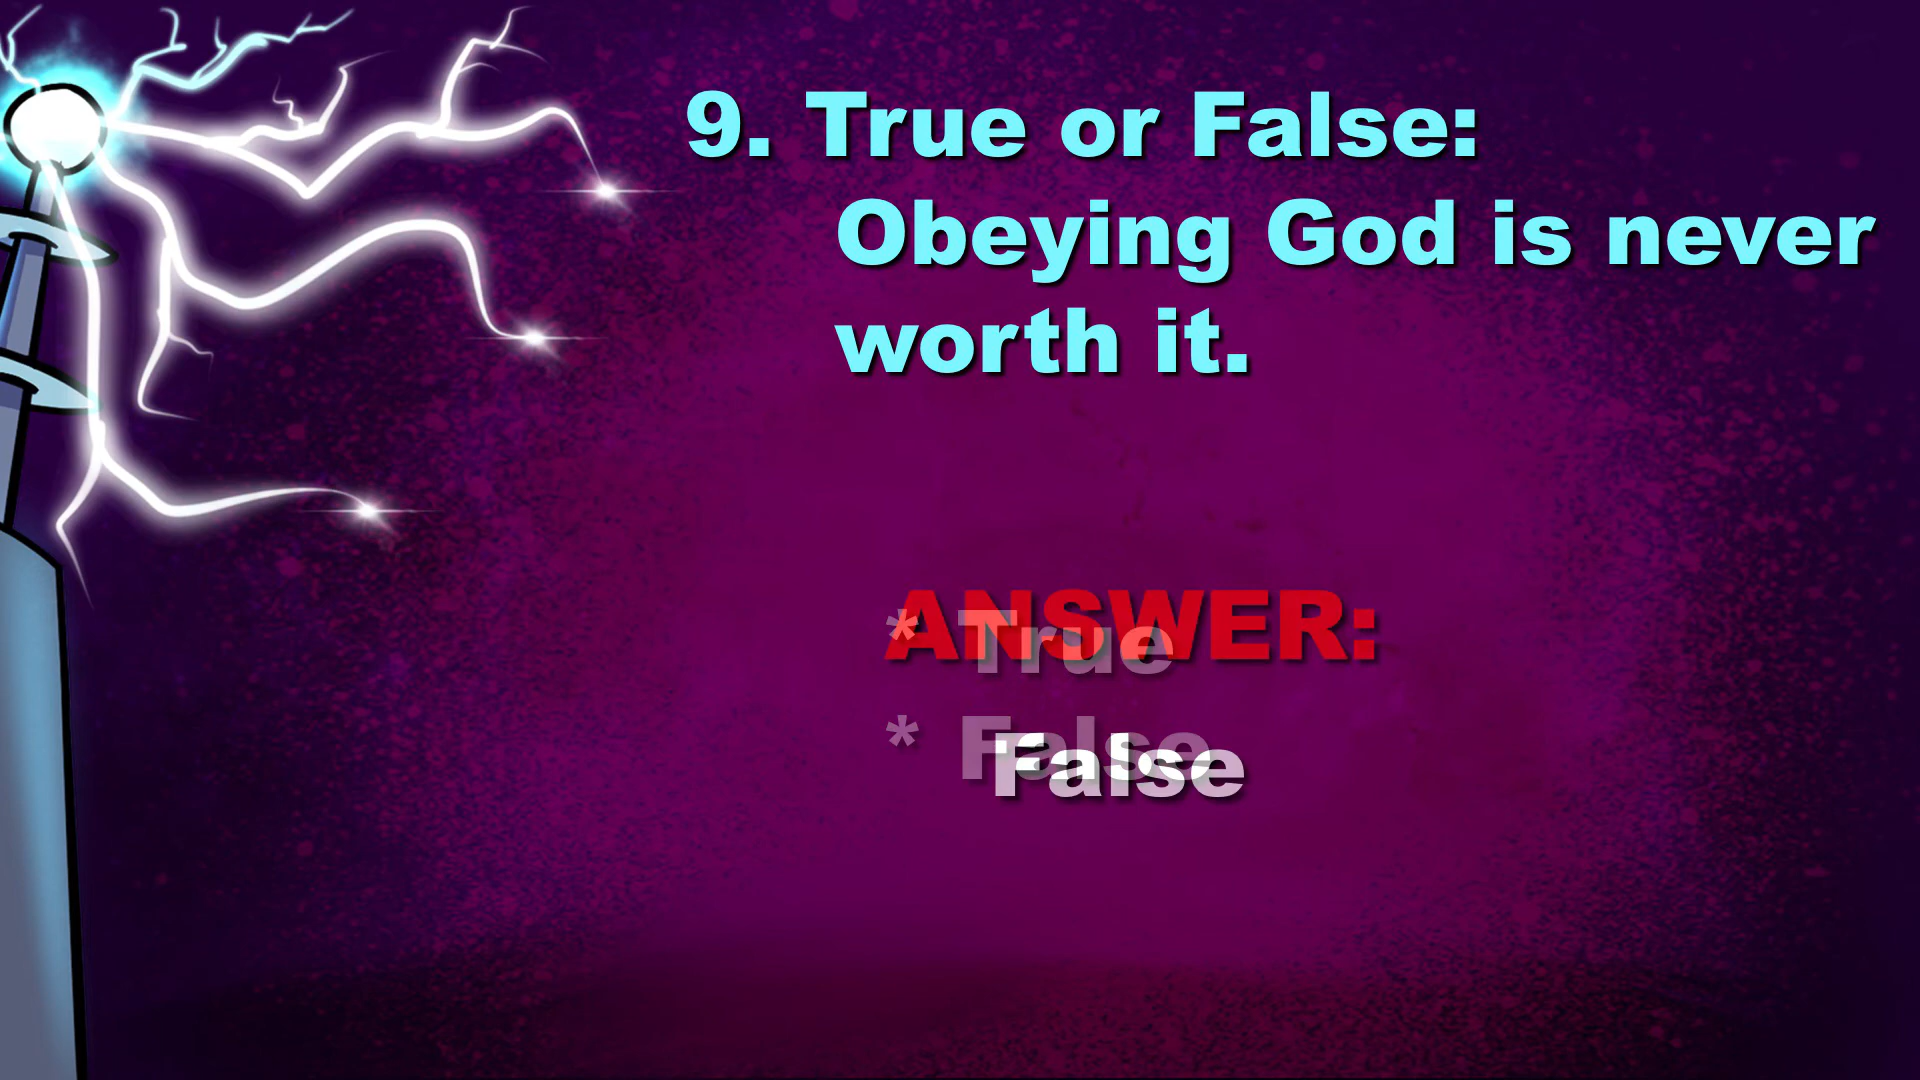 9. True or False:
Obeying God is never
worth it.
ANSWER:
* True
* False
False